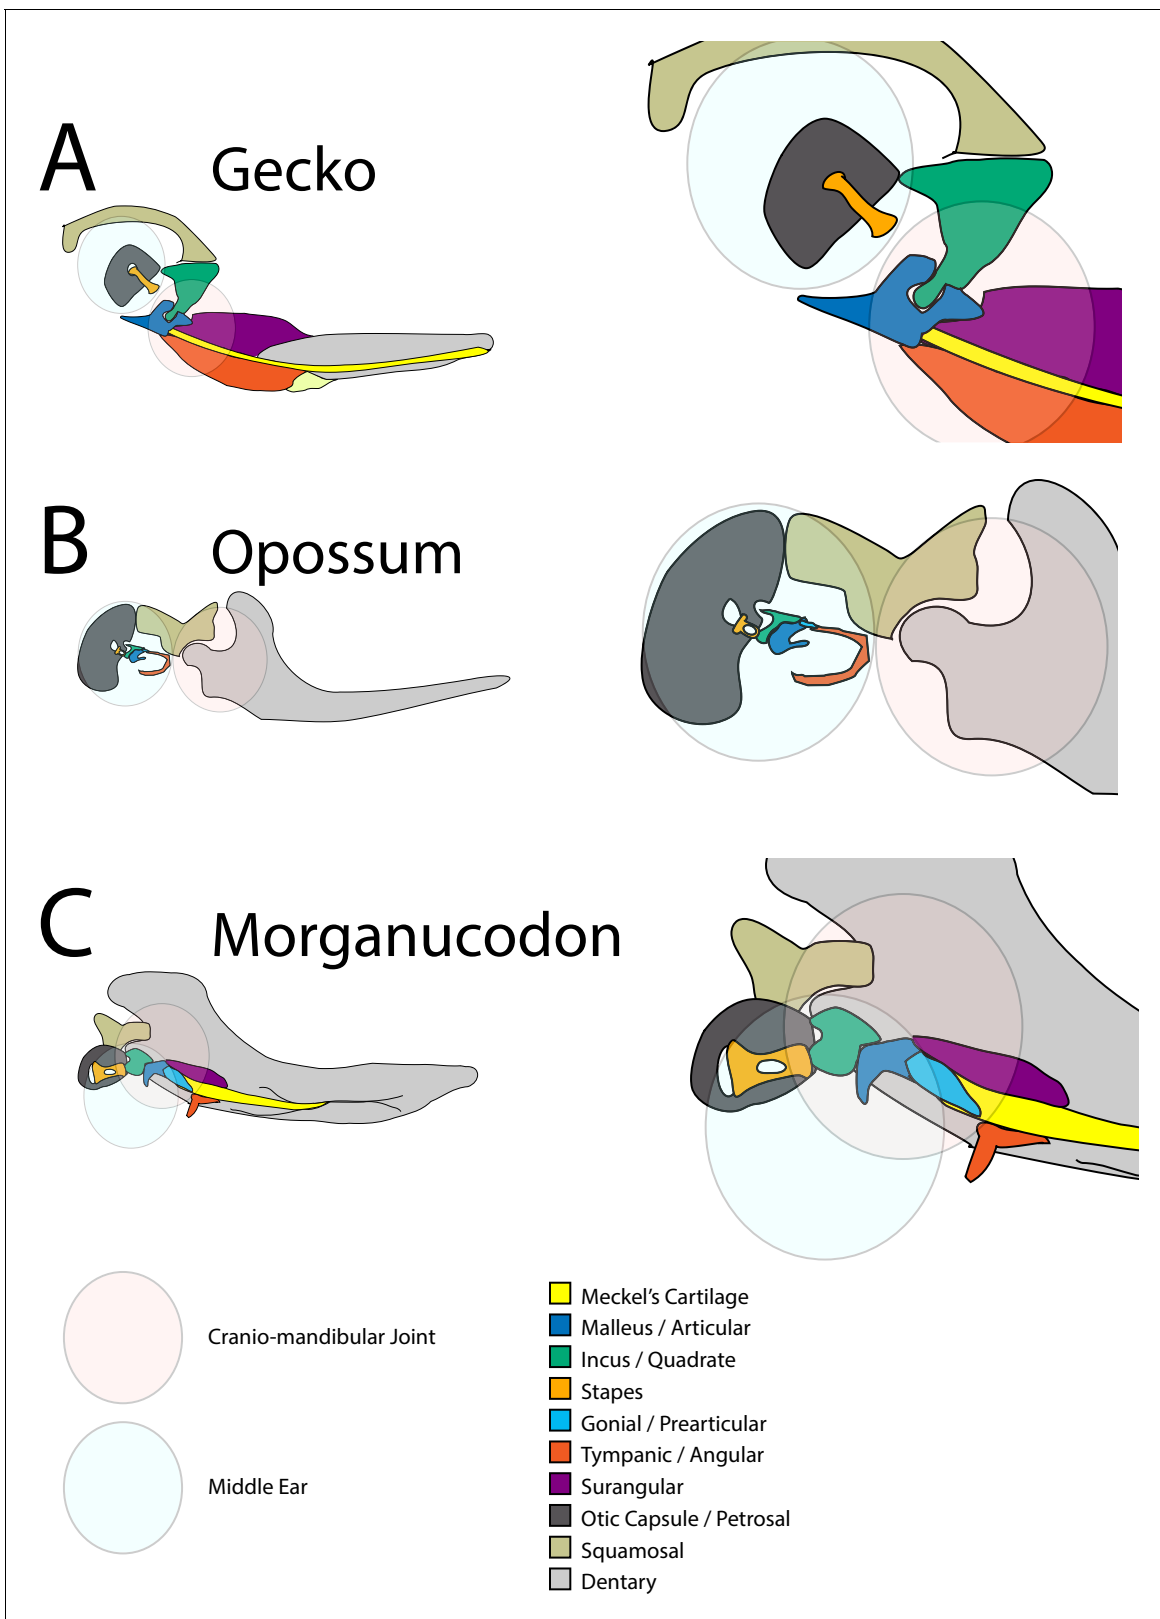 A Gecko
B Opossum
C Morganucodon
Cranio-mandibular Joint
Middle Ear
Meckel’s Cartilage
Malleus / Articular
Incus / Quadrate
Stapes
Gonial / Prearticular
Tympanic / Angular
Surangular
Otic Capsule / Petrosal
Squamosal
Dentary